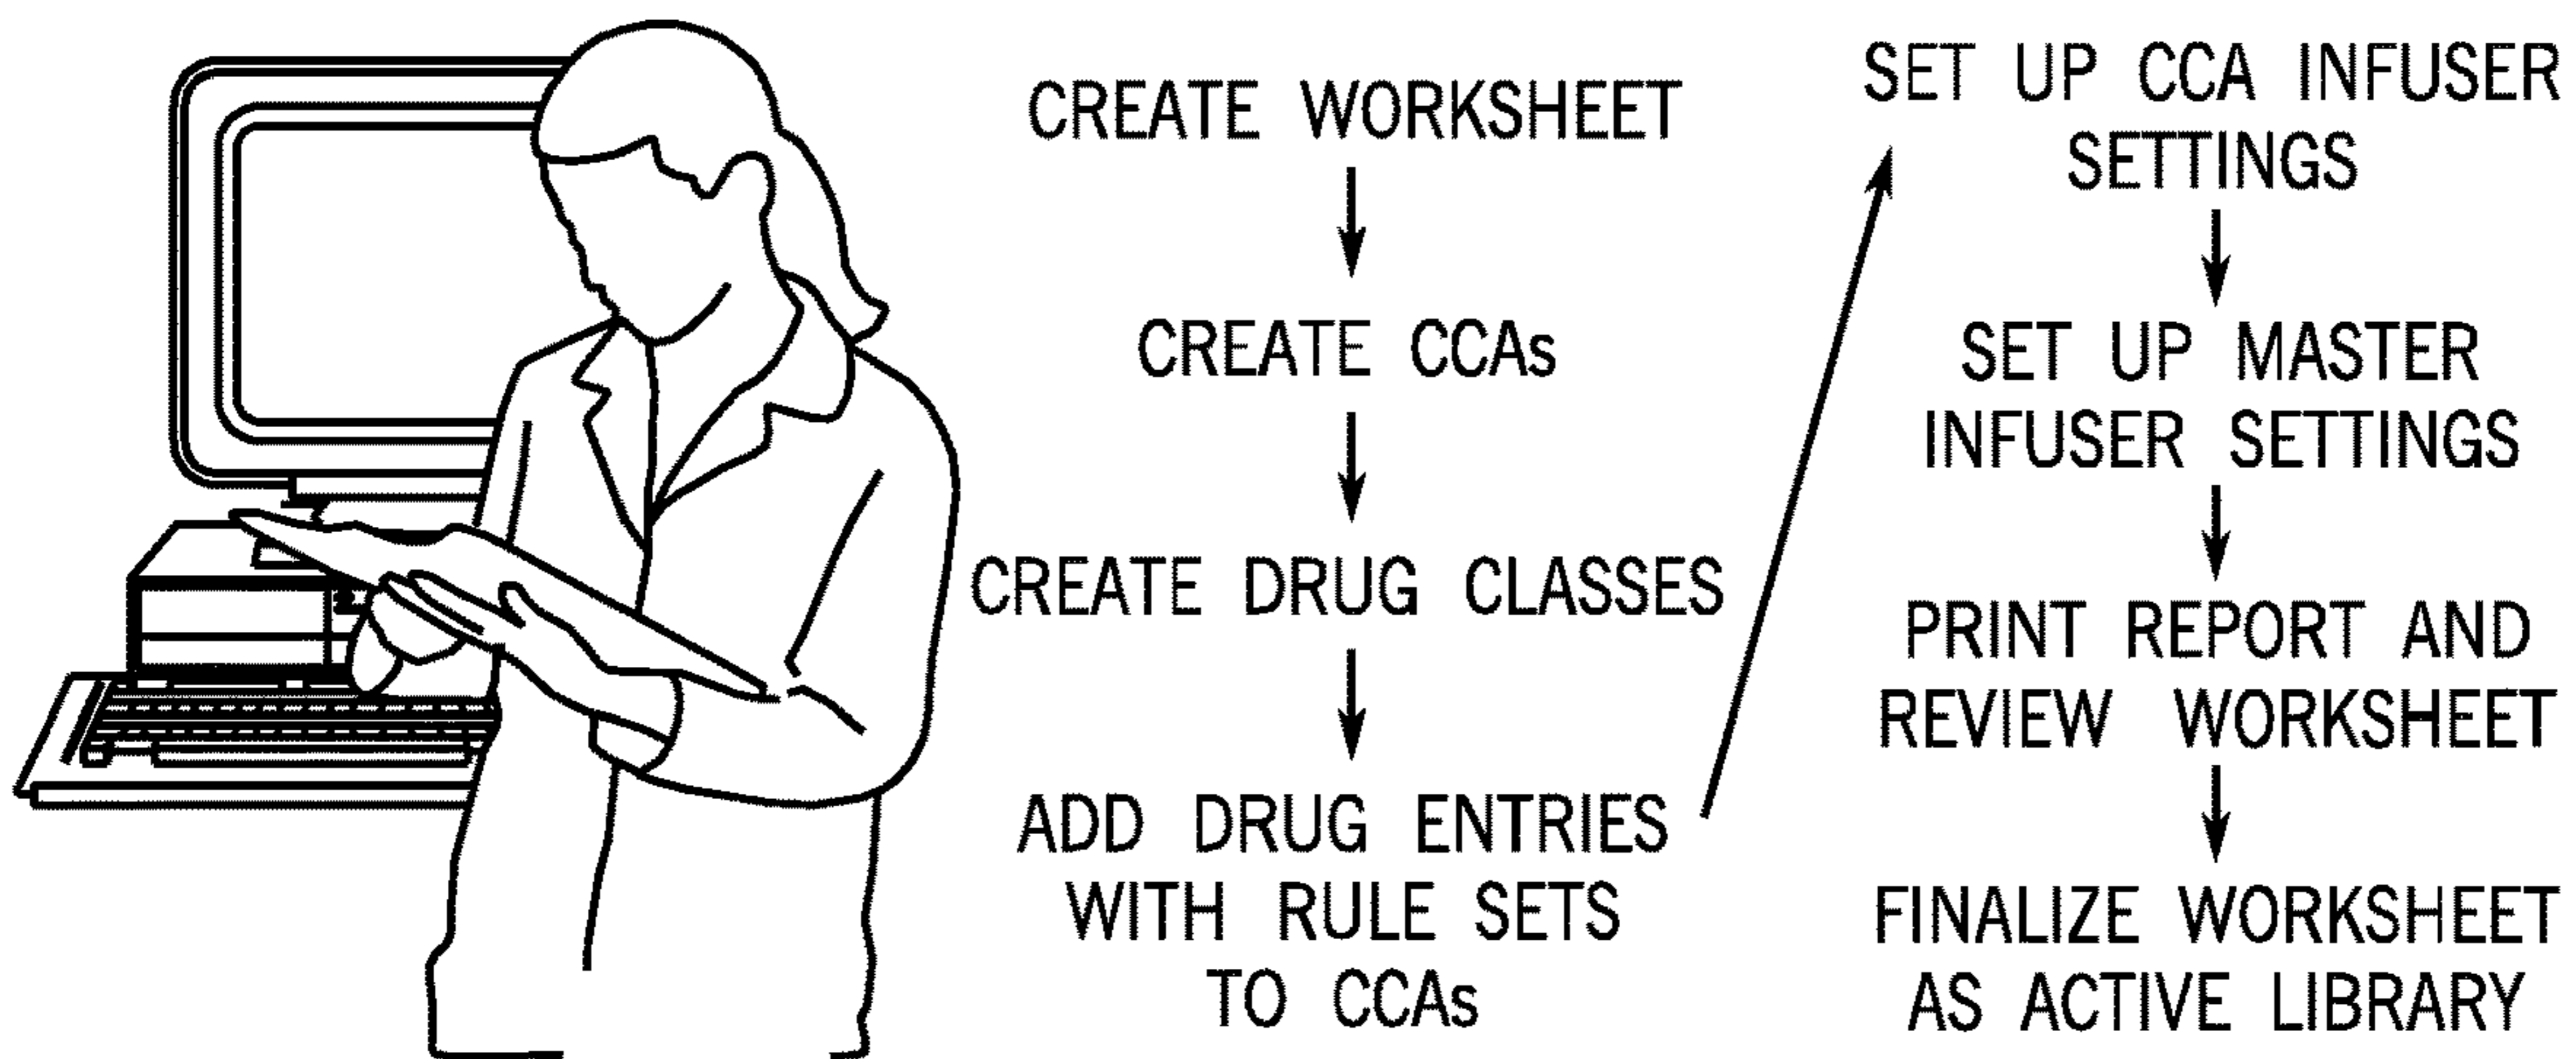 CREATE WORKSHEET
CREATE CCAs
CREATE DRUG CLASSES
ADD DRUG ENTRIES
WITH RULE SETS
TO CCAs
SET UP CCA INFUSER
SETTINGS
SET UP MASTER
INFUSER SETTINGS
PRINT REPORT AND
REVIEW WORKSHEET
FINALIZE WORKSHEET
AS ACTIVE LIBRARY